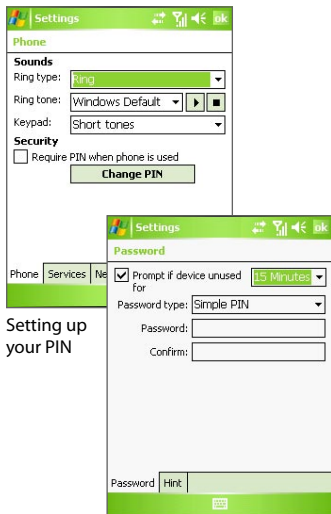 Settings ok
Phone
Sounds
Ring type: Ring
Ring tone: Windows Default
Keypad: Short tones
Security
Require PIN when phone is used
Change PIN
Phone Services Ne
Setting up
your PIN
Settings ok
Password
Prompt if device unused
for
15 Minutes
Password type: Simple PIN
Password:
Confirm:
Password Hint